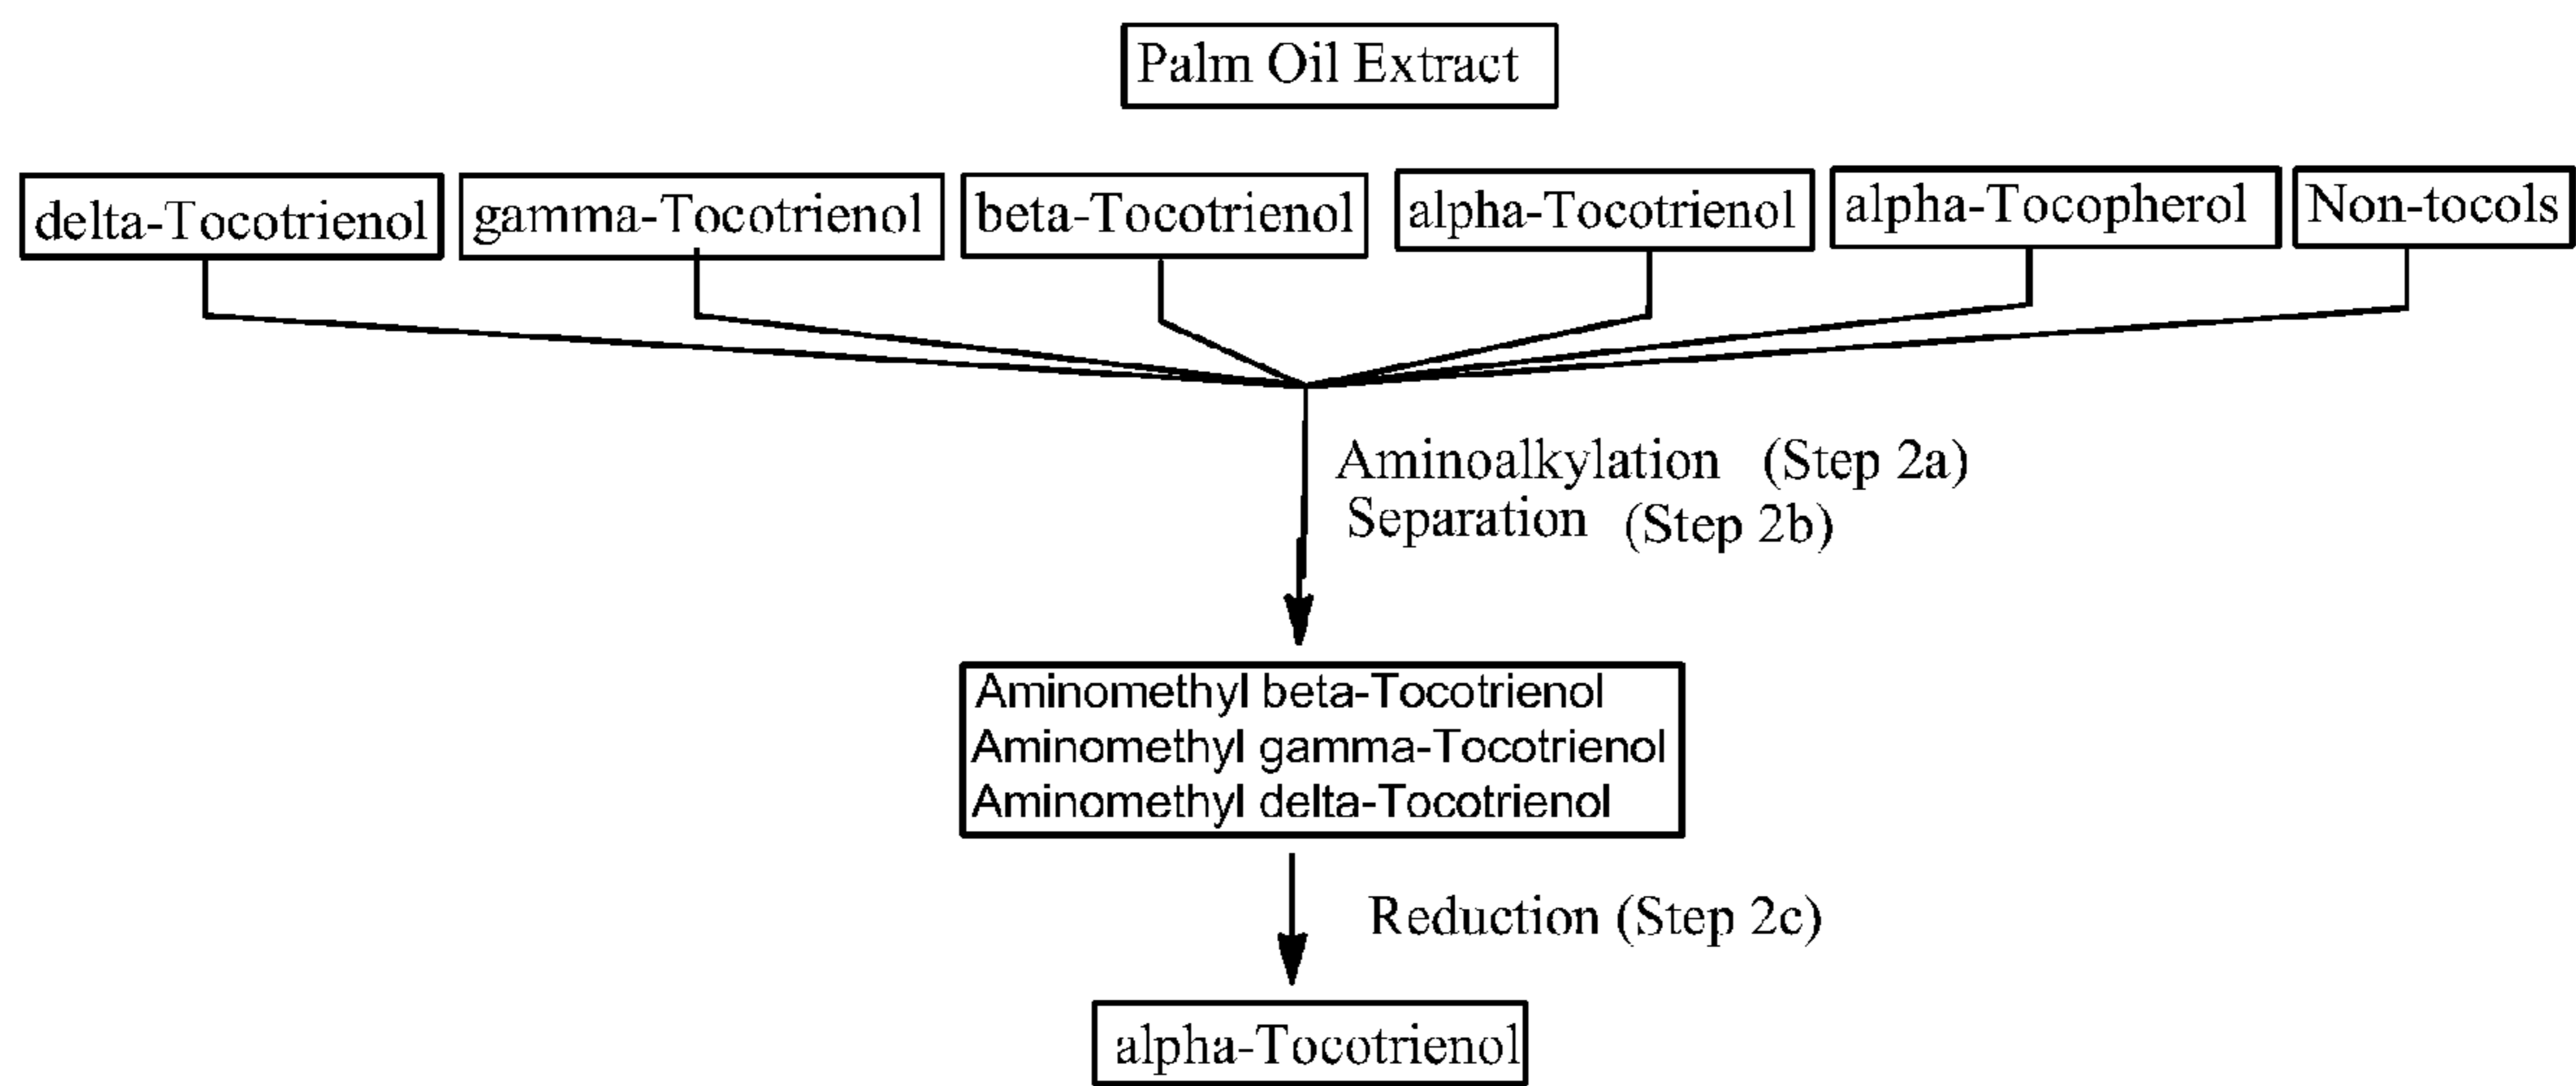 Palm Oil Extract
delta-Tocotrienol
gamma-Tocotrienol
beta-Tocotrienol
alpha-Tocotrienol
alpha-Tocopherol
Non-tocols
Aminoalkylation (Step 2a)
Separation (Step 2b)
Aminomethyl beta-Tocotrienol
Aminomethyl gamma-Tocotrienol
Aminomethyl delta-Tocotrienol
Reduction (Step 2c)
alpha-Tocotrienol